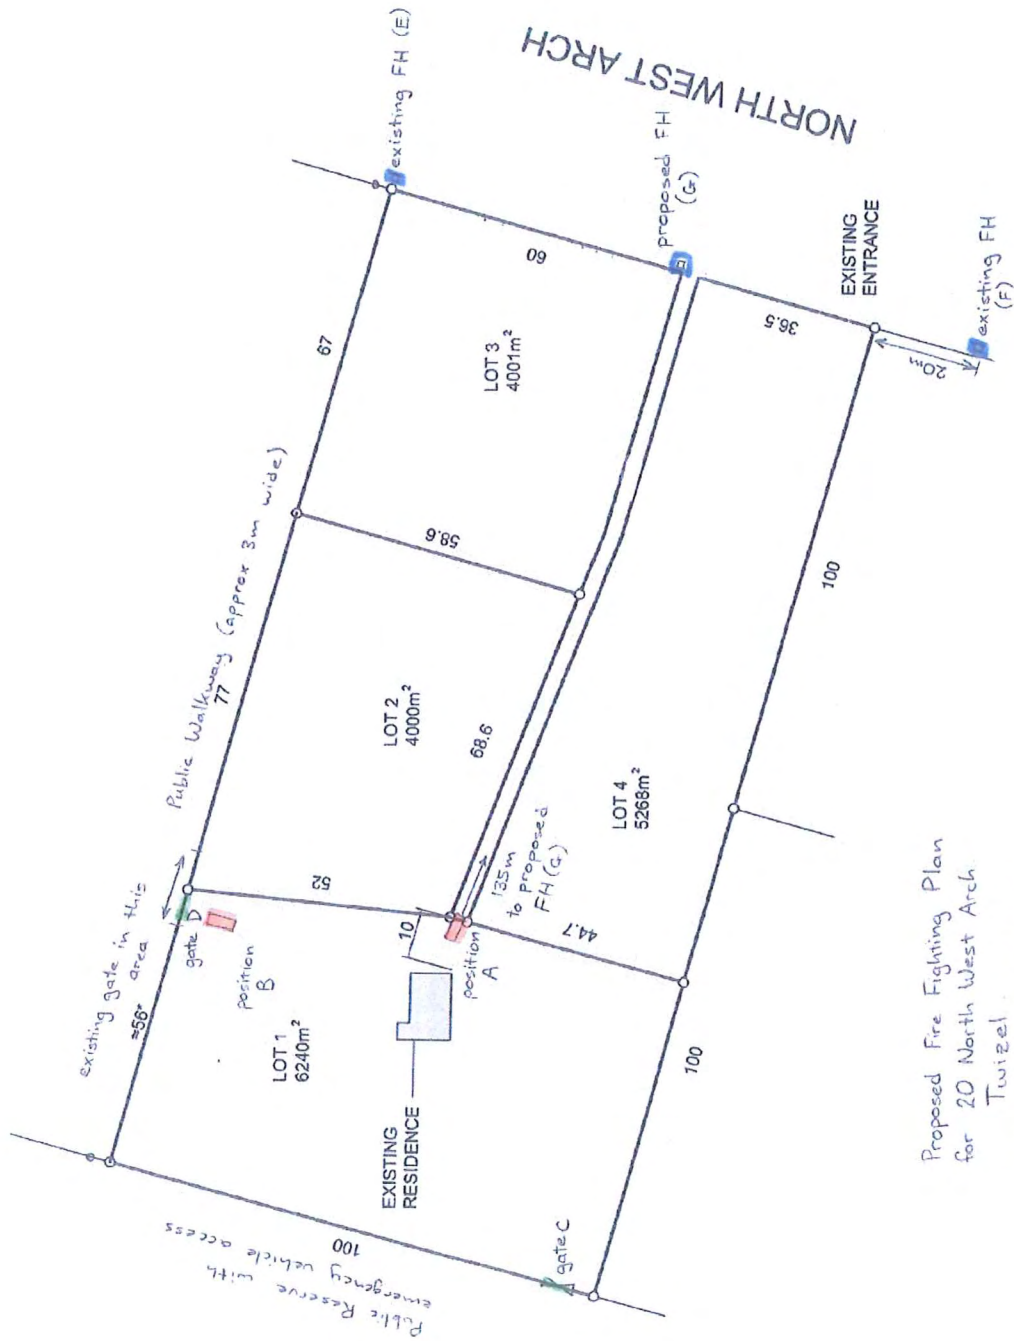 NORTH WEST ARCH
existing FH (E)
proposed FH
(G)
existing FH
(F)
EXISTING
ENTRANCE
20m
60
36.5
67
LOT 3
4001m²
Public Walkway (approx 3m wide)
77
58.6
LOT 2
4000m²
68.6
100
LOT 4
5268m²
135m
to proposed
FH (G)
52
existing gate in this
area
≈56
gate D
position
B
10
position
A
44.7
LOT 1
6240m²
EXISTING
RESIDENCE
100
100
gate C
Public Reserve with
emergency vehicle access
Proposed Fire Fighting Plan
for 20 North West Arch
Twizel